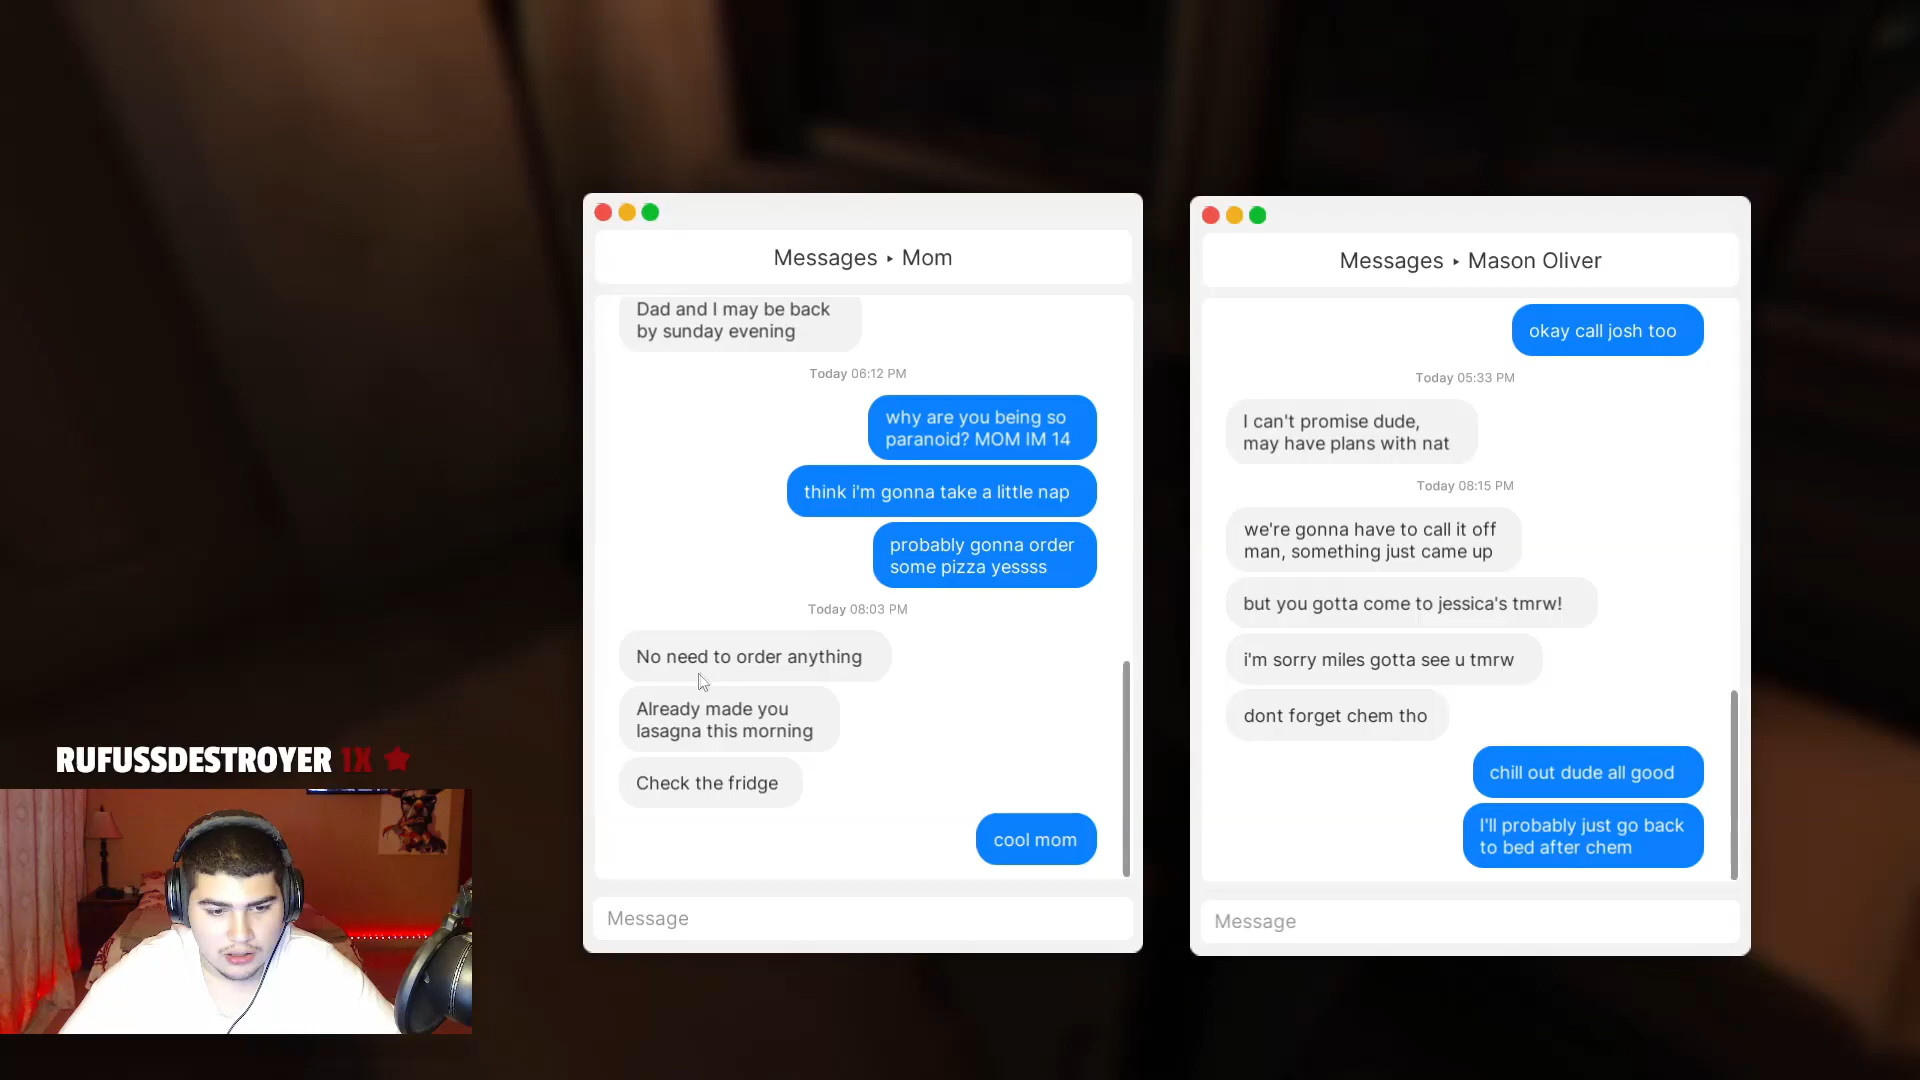 Messages ‣ Mom
Dad and I may be back
by sunday evening
Today 06:12 PM
why are you being so
paranoid? MOM IM 14
think i'm gonna take a little nap
probably gonna order
some pizza yessss
Today 08:03 PM
No need to order anything
Already made you
lasagna this morning
Check the fridge
cool mom
Message
Messages ‣ Mason Oliver
okay call josh too
Today 05:33 PM
I can't promise dude,
may have plans with nat
Today 08:15 PM
we're gonna have to call it off
man, something just came up
but you gotta come to jessica's tmrw!
i'm sorry miles gotta see u tmrw
dont forget chem tho
chill out dude all good
I'll probably just go back
to bed after chem
Message
RUFUSSDESTROYER 1X ★